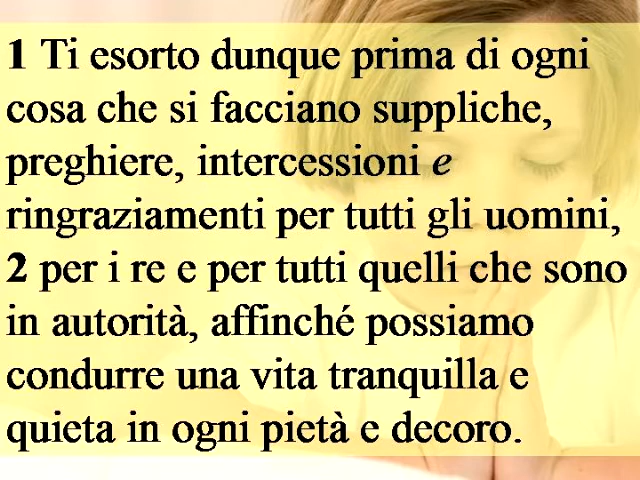 1 Ti esorto dunque prima di ogni
cosa che si facciano suppliche,
preghiere, intercessioni e
ringraziamenti per tutti gli uomini,
2 per i re e per tutti quelli che sono
in autorità, affinché possiamo
condurre una vita tranquilla e
quieta in ogni pietà e decoro.